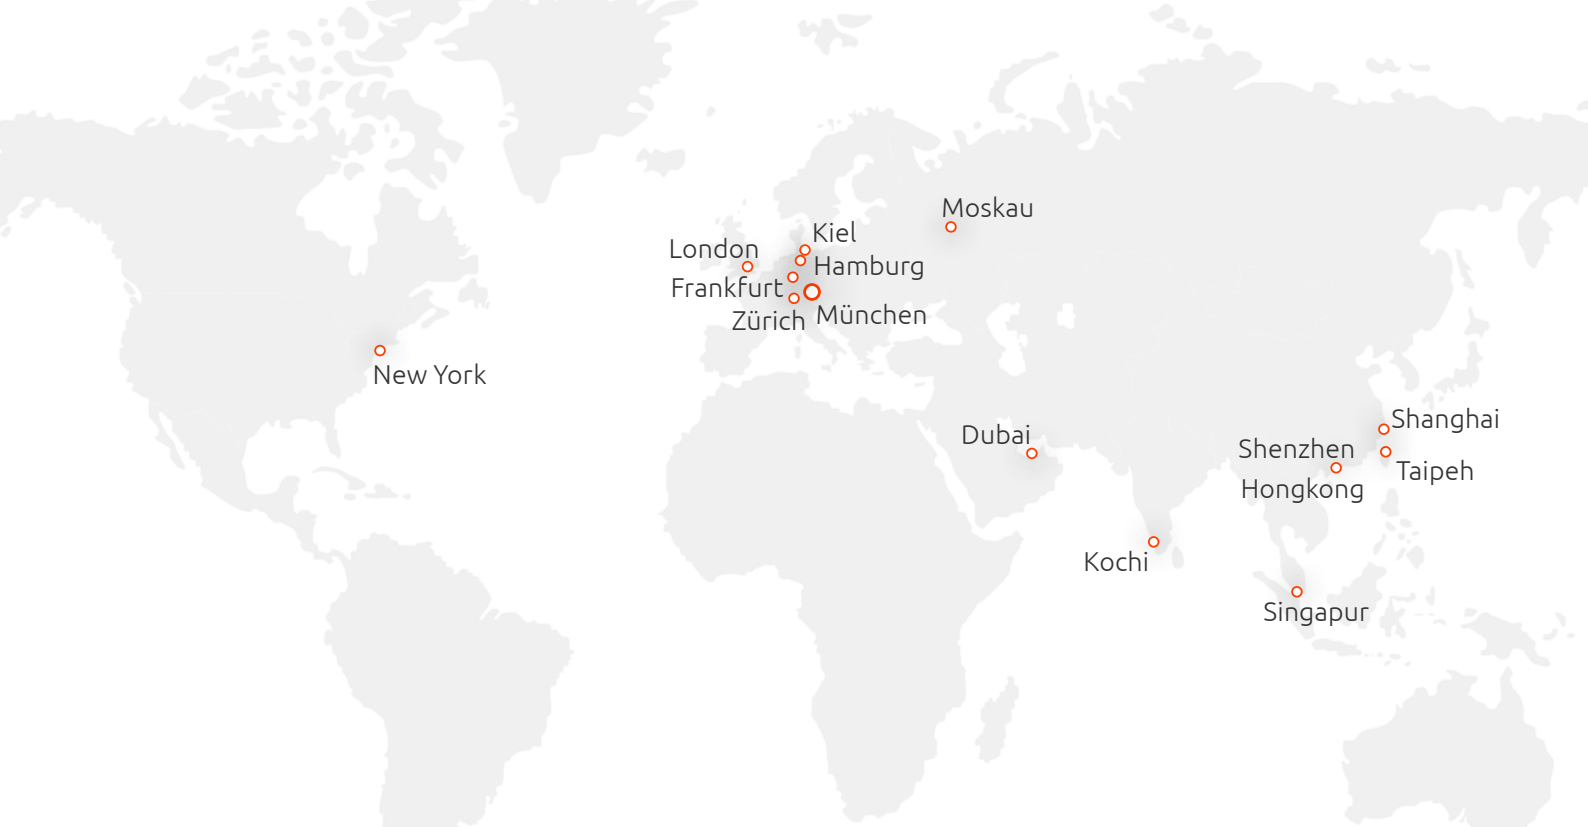 Moskau
Kiel
London
Hamburg
Frankfurt
München
Zürich
New York
Shanghai
Dubai
Shenzhen
Taipeh
Hongkong
Kochi
Singapur